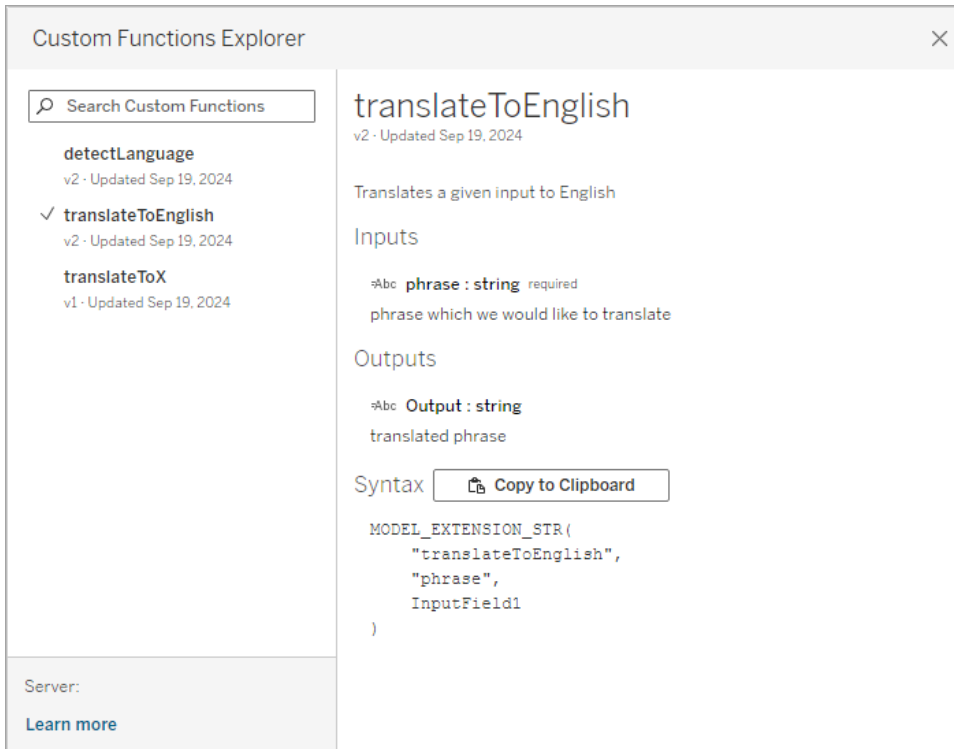 Custom Functions Explorer
Search Custom Functions
detectLanguage
v2 · Updated Sep 19, 2024
translateToEnglish
v2 · Updated Sep 19, 2024
translateToX
v1 · Updated Sep 19, 2024
Server:
Learn more
translateToEnglish
v2 · Updated Sep 19, 2024
Translates a given input to English
Inputs
=Abc phrase : string required
phrase which we would like to translate
Outputs
=Abc Output : string
translated phrase
Syntax Copy to Clipboard
MODEL_EXTENSION_STR(
"translateToEnglish",
"phrase",
InputField1
)